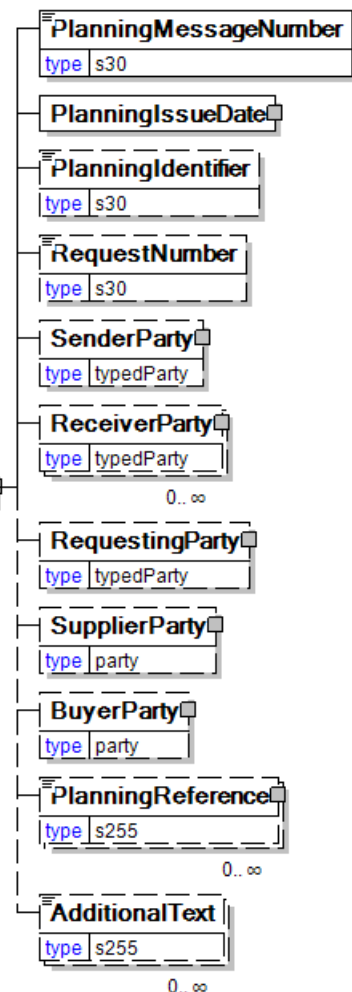 PlanningMessageNumber
type s30
PlanningIssueDate
PlanningIdentifier
type s30
RequestNumber
type s30
SenderParty
type typedParty
ReceiverParty
type typedParty
0.. ∞
RequestingParty
type typedParty
SupplierParty
type party
BuyerParty
type party
PlanningReference
type s255
0.. ∞
AdditionalText
type s255
0.. ∞